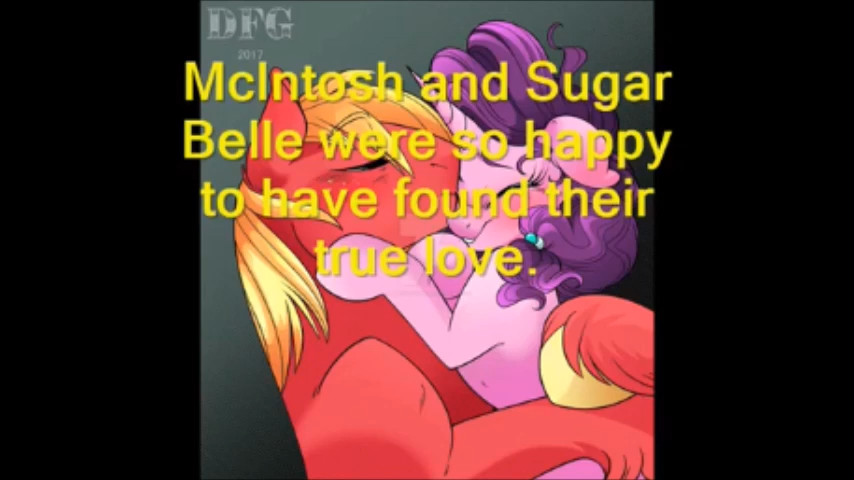 DFG
2017
McIntosh and Sugar
Belle were so happy
to have found their
true love.